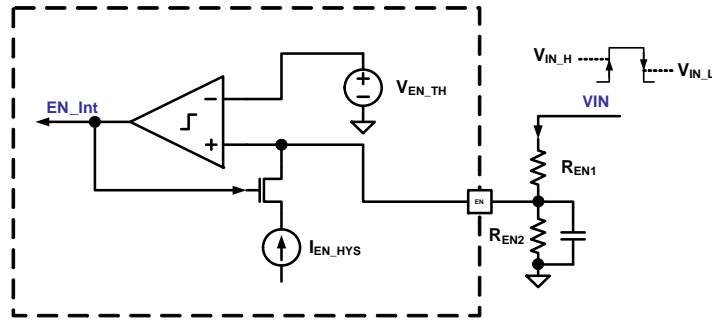 EN_Int
V_EN_TH
V_IN_H
V_IN_L
VIN
R_EN1
EN
R_EN2
I_EN_HYS